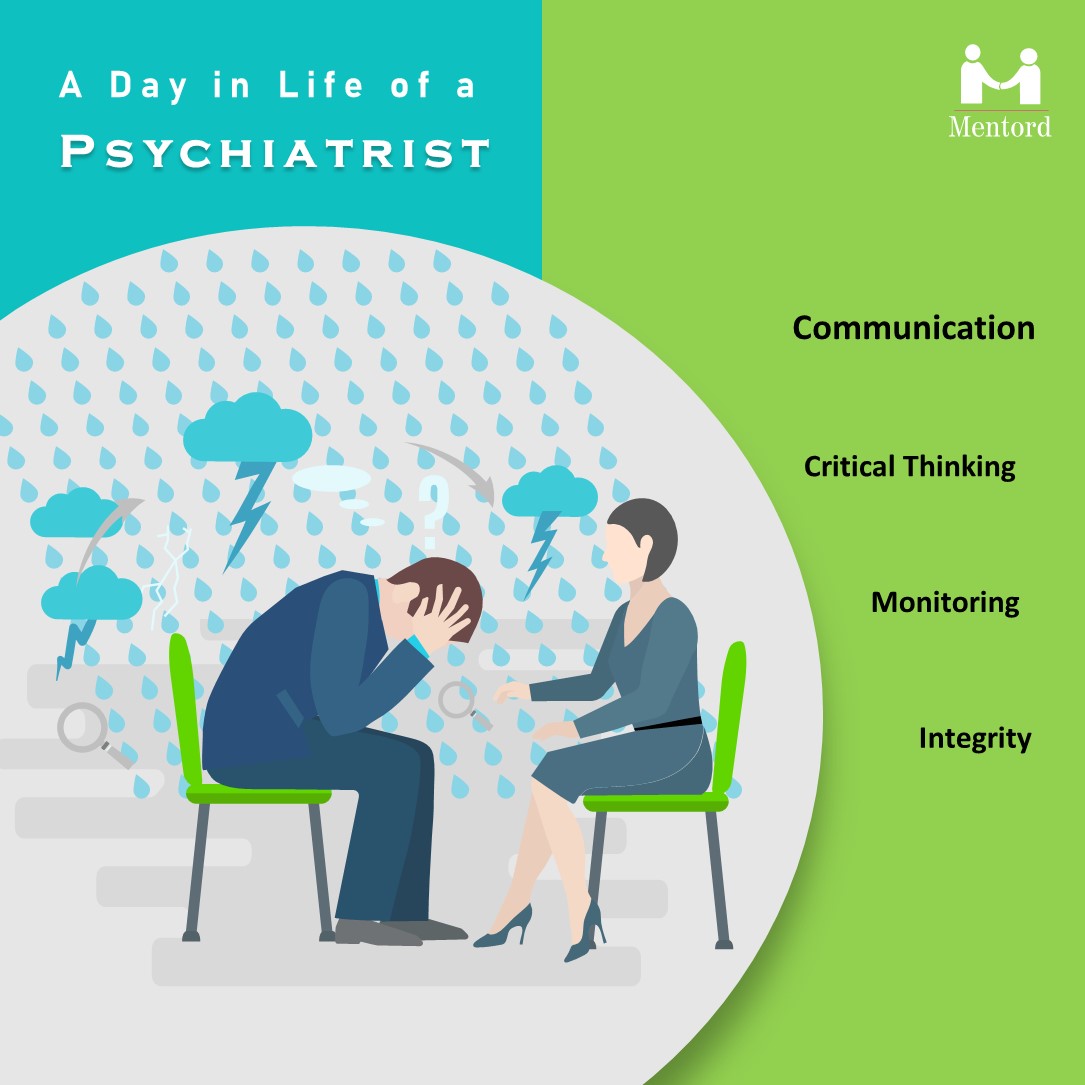 A Day in Life of a
PSYCHIATRIST
Mentord
Communication
Critical Thinking
Monitoring
Integrity
?